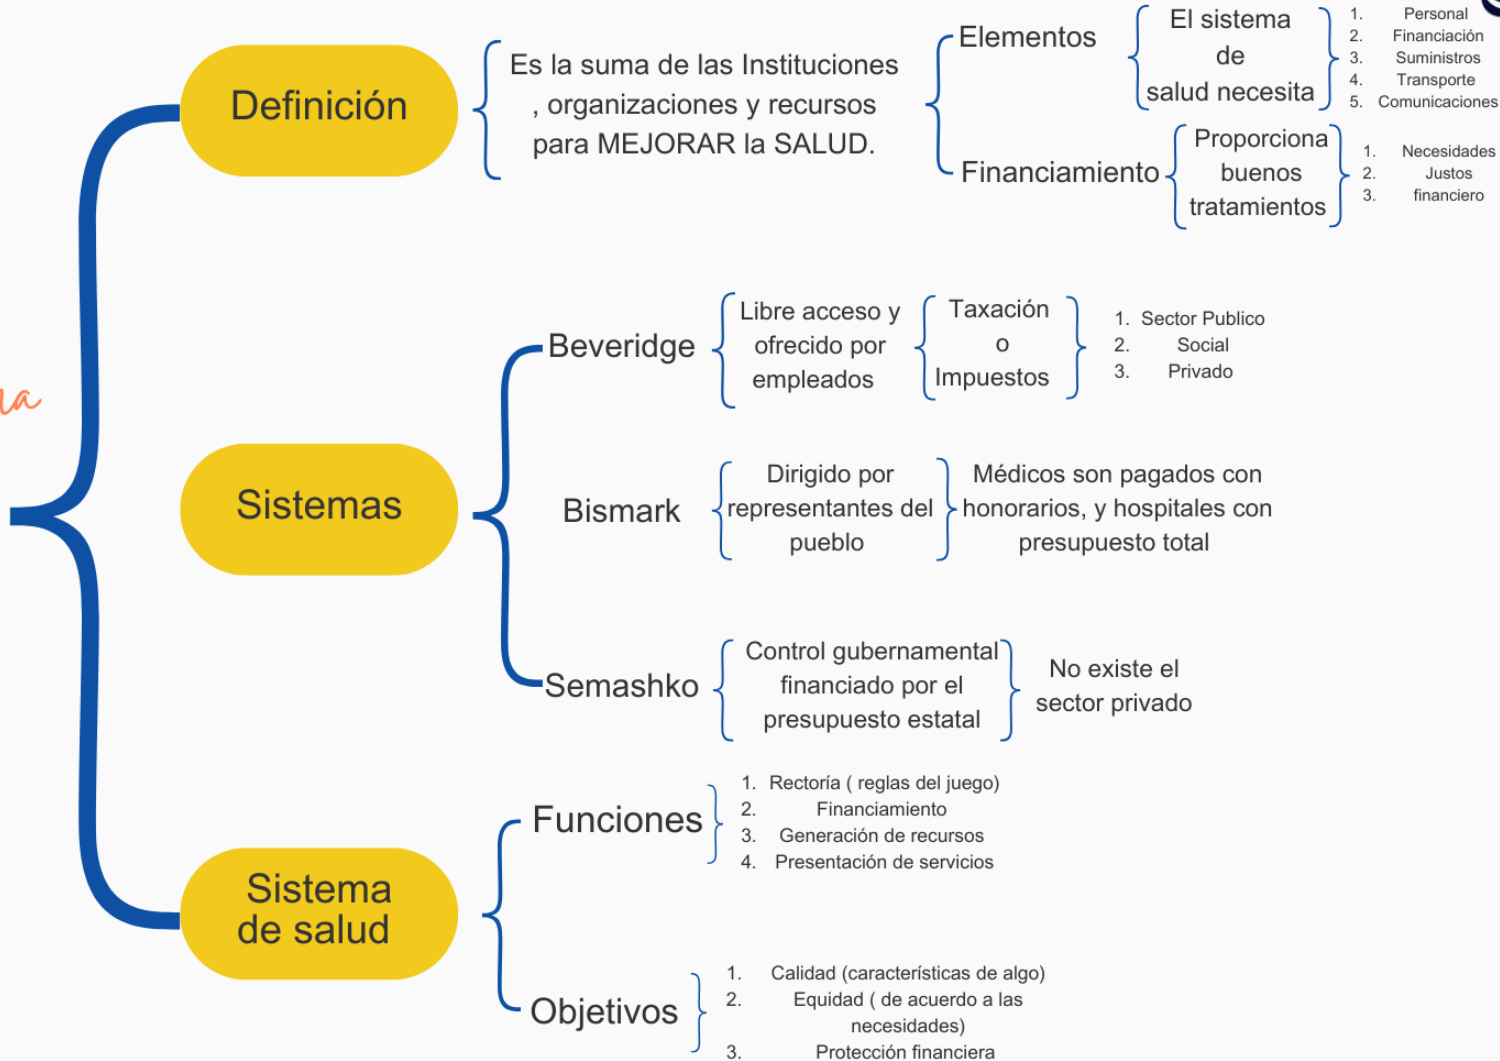 Definición
Es la suma de las Instituciones
, organizaciones y recursos
para MEJORAR la SALUD.
Elementos
El sistema
de
salud necesita
1. Personal
2. Financiación
3. Suministros
4. Transporte
5. Comunicaciones
Financiamiento
Proporciona
buenos
tratamientos
1. Necesidades
2. Justos
3. financiero
Sistemas
Beveridge
Libre acceso y
ofrecido por
empleados
Taxación
o
Impuestos
1. Sector Publico
2. Social
3. Privado
Bismark
Dirigido por
representantes del
pueblo
Médicos son pagados con
honorarios, y hospitales con
presupuesto total
Semashko
Control gubernamental
financiado por el
presupuesto estatal
No existe el
sector privado
Sistema
de salud
Funciones
1. Rectoría ( reglas del juego)
2. Financiamiento
3. Generación de recursos
4. Presentación de servicios
Objetivos
1. Calidad (características de algo)
2. Equidad ( de acuerdo a las
necesidades)
3. Protección financiera